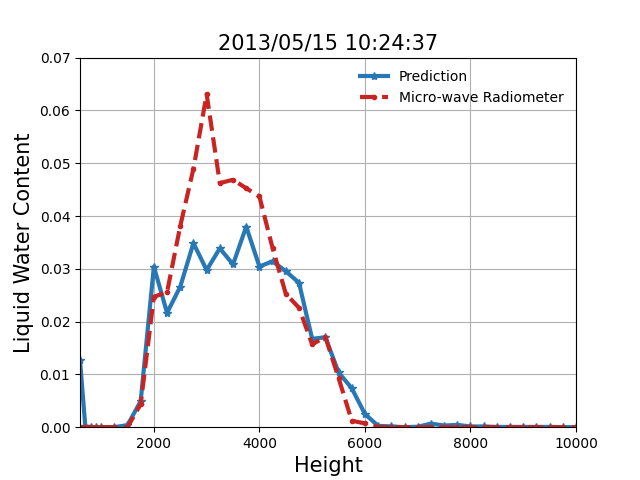 2013/05/15 10:24:37
0.07
0.06
0.05
0.04
0.03
0.02
0.01
0.00
Liquid Water Content
Prediction
Micro-wave Radiometer
2000 4000 6000 8000 10000
Height